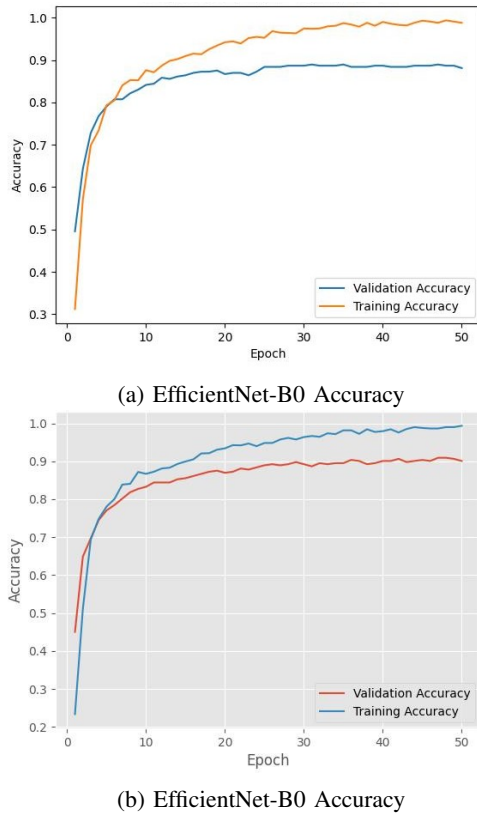 1.0
0.9
0.8
0.7
0.6
0.5
0.4
0.3
Accuracy
Validation Accuracy
Training Accuracy
0 10 20 30 40 50
Epoch
(a) EfficientNet-B0 Accuracy
1.0
0.9
0.8
0.7
0.6
0.5
0.4
0.3
0.2
Accuracy
Validation Accuracy
Training Accuracy
0 10 20 30 40 50
Epoch
(b) EfficientNet-B0 Accuracy